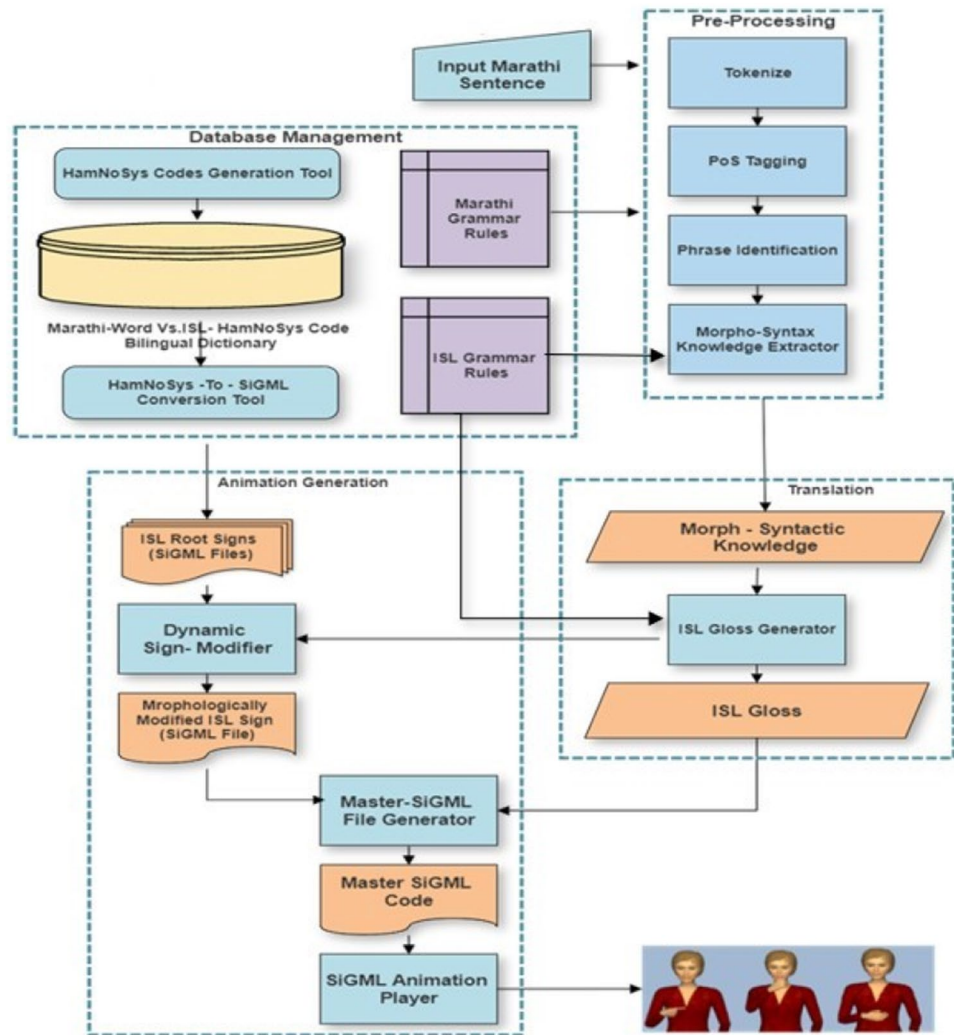 Pre-Processing
Input Marathi
Sentence
Tokenize
PoS Tagging
Phrase Identification
Morpho-Syntax
Knowledge Extractor
Database Management
HamNoSys Codes Generation Tool
Marathi-Word Vs.ISL- HamNoSys Code
Bilingual Dictionary
HamNoSys -To - SiGML
Conversion Tool
Marathi
Grammar
Rules
ISL Grammar
Rules
Animation Generation
ISL Root Signs
(SiGML Files)
Dynamic
Sign- Modifier
Mrophologically
Modified ISL Sign
(SiGML File)
Master-SiGML
File Generator
Master SiGML
Code
SiGML Animation
Player
Translation
Morph - Syntactic
Knowledge
ISL Gloss Generator
ISL Gloss